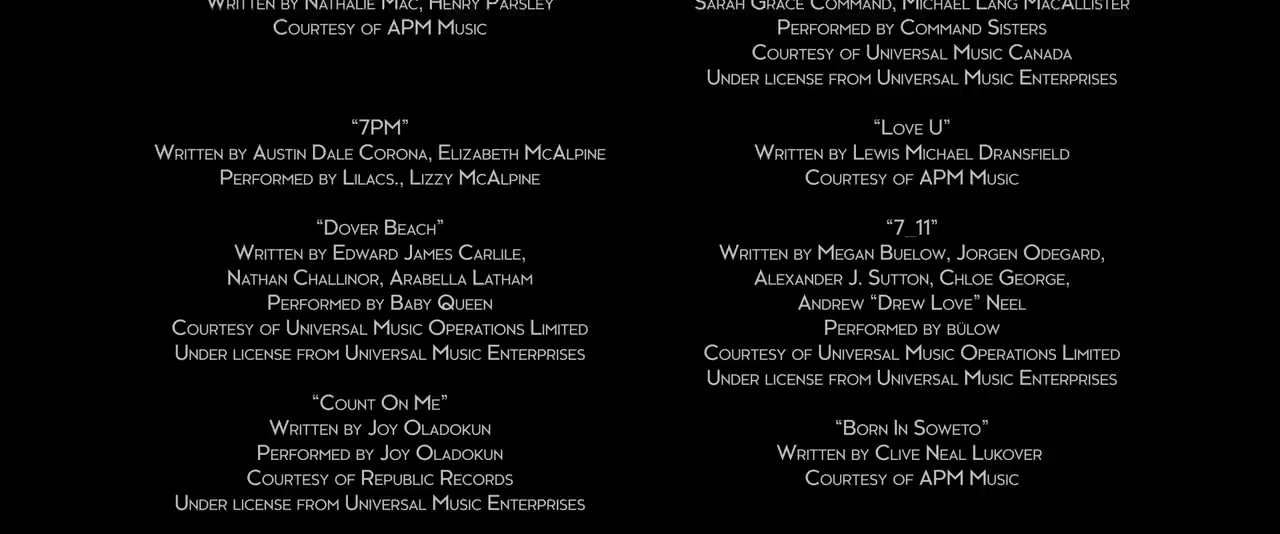 Written by Nathalie Mac, Henry Parsley
Courtesy of APM Music
"7PM"
Written by Austin Dale Corona, Elizabeth McAlpine
Performed by Lilacs., Lizzy McAlpine
"Dover Beach"
Written by Edward James Carlile,
Nathan Challinor, Arabella Latham
Performed by Baby Queen
Courtesy of Universal Music Operations Limited
Under license from Universal Music Enterprises
"Count On Me"
Written by Joy Oladokun
Performed by Joy Oladokun
Courtesy of Republic Records
Under license from Universal Music Enterprises
Sarah Grace Command, Michael Lang MacAllister
Performed by Command Sisters
Courtesy of Universal Music Canada
Under license from Universal Music Enterprises
"Love U"
Written by Lewis Michael Dransfield
Courtesy of APM Music
"7_11"
Written by Megan Buelow, Jorgen Odegard,
Alexander J. Sutton, Chloe George,
Andrew "Drew Love" Neel
Performed by bülow
Courtesy of Universal Music Operations Limited
Under license from Universal Music Enterprises
"Born In Soweto"
Written by Clive Neal Lukover
Courtesy of APM Music